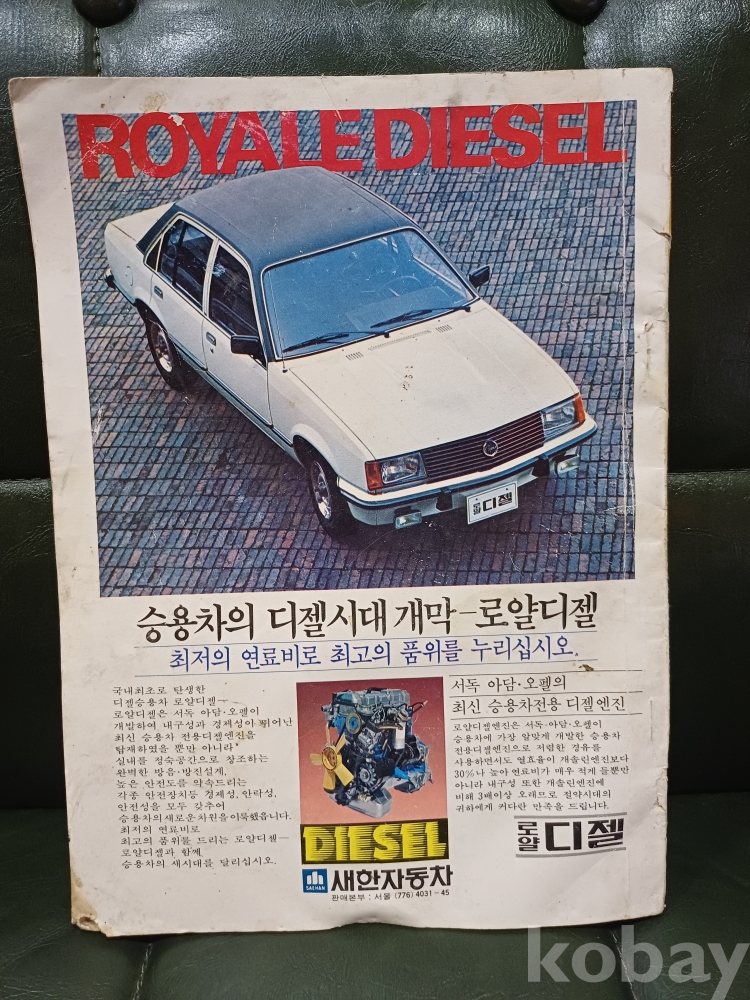 ROYALE DIESEL
로얄 디젤
승용차의 디젤시대 개막-로얄디젤
최저의 연료비로 최고의 품위를 누리십시오.
국내최초로 탄생한
디젤승용차 로얄디젤—
로얄디젤은 서독 아담·오펠이
개발하여 내구성과 경제성이 뛰어난
최신 승용차 전용디젤엔진을
탑재하였을 뿐만 아니라
실내를 정숙공간으로 창조하는
완벽한 방음·방진설계,
높은 안전도를 약속드리는
각종 안전장치등 경제성, 안락성,
안전성을 모두 갖추어
승용차의 새로운 차원을 이룩했읍니다.
최저의 연료비로
최고의 품위를 드리는 로얄디젤—
로얄디젤과 함께
승용차의 새시대를 달리십시오.
DIESEL
SAEHAN
새한자동차
판매본부 : 서울 (776) 4031-45
서독 아담·오펠의
최신 승용차전용 디젤엔진
로얄디젤엔진은 서독·아담·오펠이
승용차에 가장 알맞게 개발한 승용차
전용디젤엔진으로 저렴한 경유를
사용하면서도 열효율이 개솔린엔진보다
30%나 높아 연료비가 매우 적게 들뿐만
아니라 내구성 또한 개솔린엔진에
비해 3배이상 오래므로 절약시대의
귀하에게 커다란 만족을 드립니다.
로얄 디젤
kobay